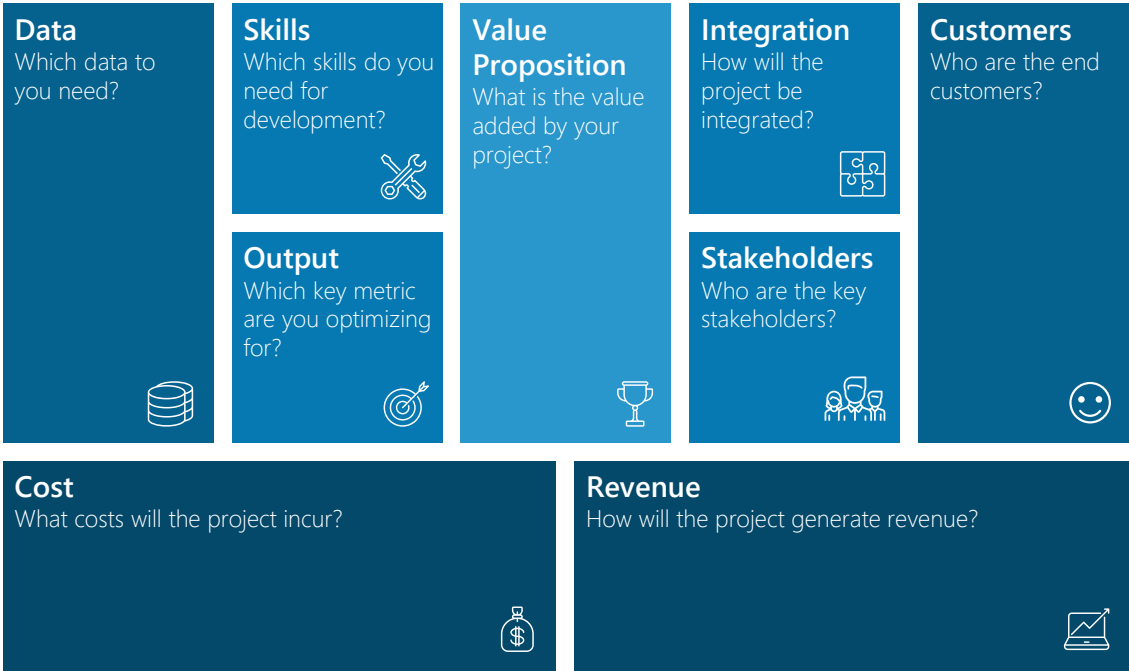 Data
Which data to
you need?
Skills
Which skills do you
need for
development?
Output
Which key metric
are you optimizing
for?
Value
Proposition
What is the value
added by your
project?
Integration
How will the
project be
integrated?
Stakeholders
Who are the key
stakeholders?
Customers
Who are the end
customers?
Cost
What costs will the project incur?
$
Revenue
How will the project generate revenue?